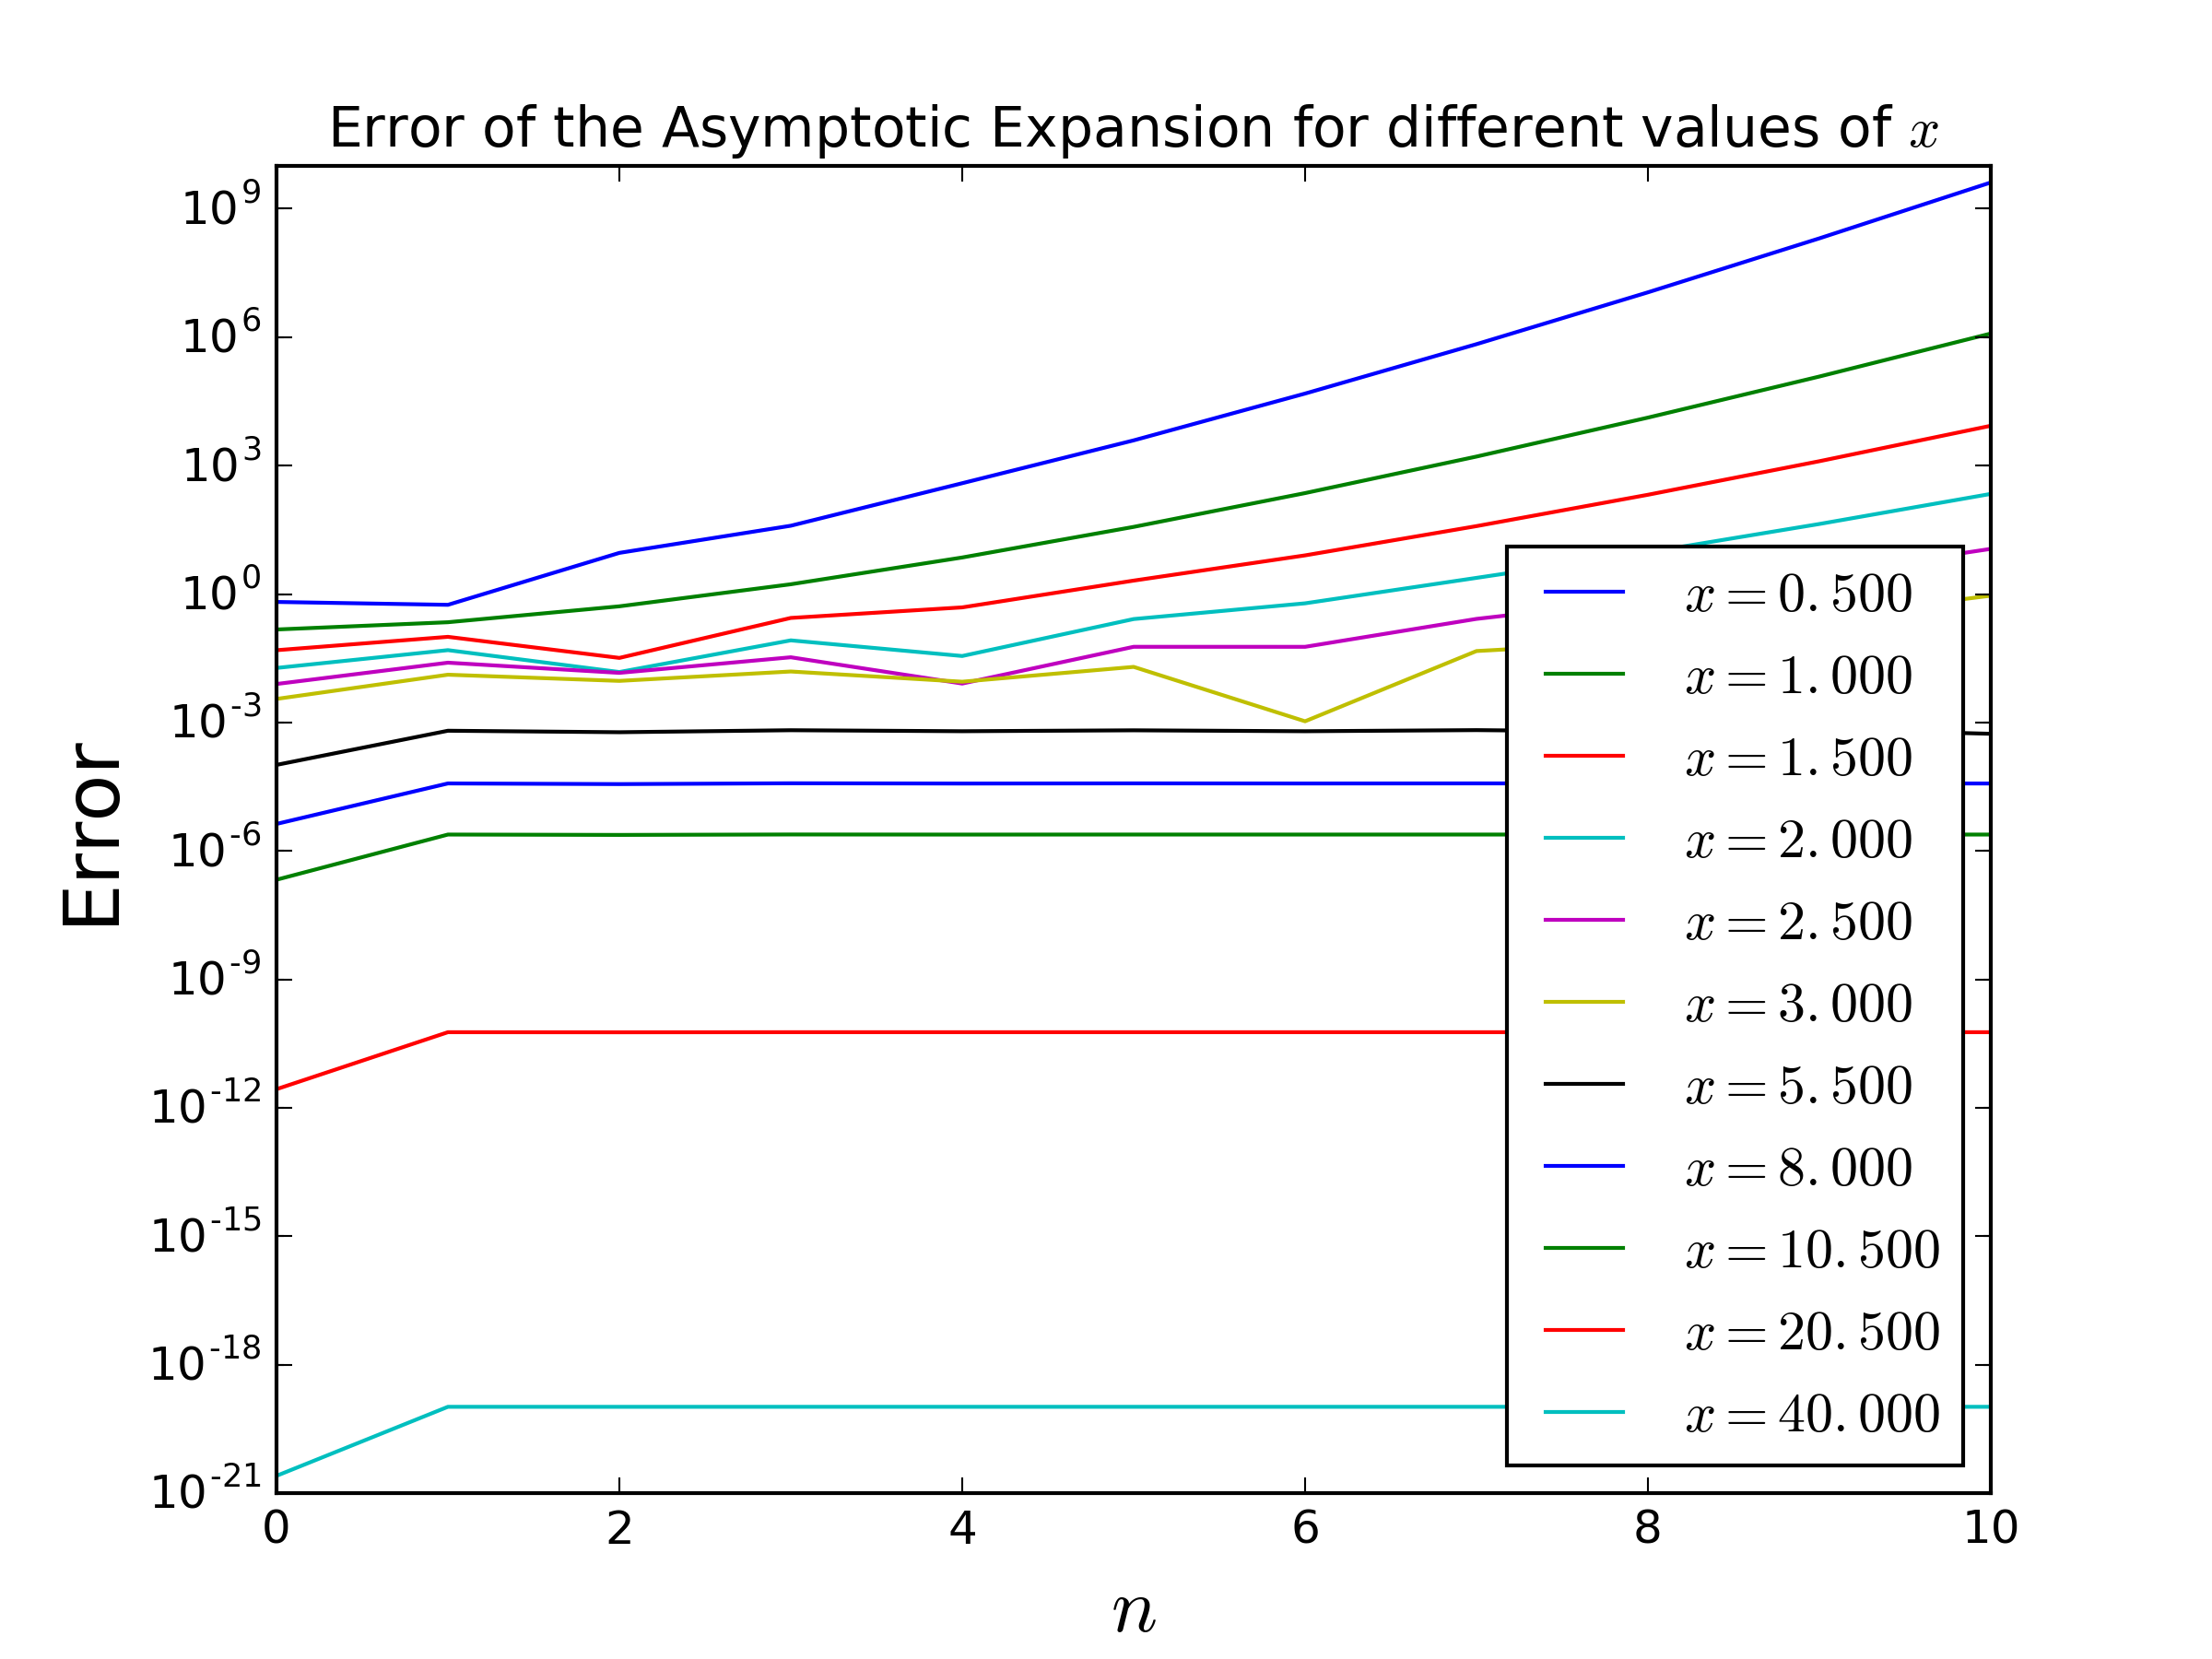 Error of the Asymptotic Expansion for different values of x
Error
10^9
10^6
10^3
10^0
10^-3
10^-6
10^-9
10^-12
10^-15
10^-18
10^-21
x = 0.500
x = 1.000
x = 1.500
x = 2.000
x = 2.500
x = 3.000
x = 5.500
x = 8.000
x = 10.500
x = 20.500
x = 40.000
0 2 4 6 8 10
n